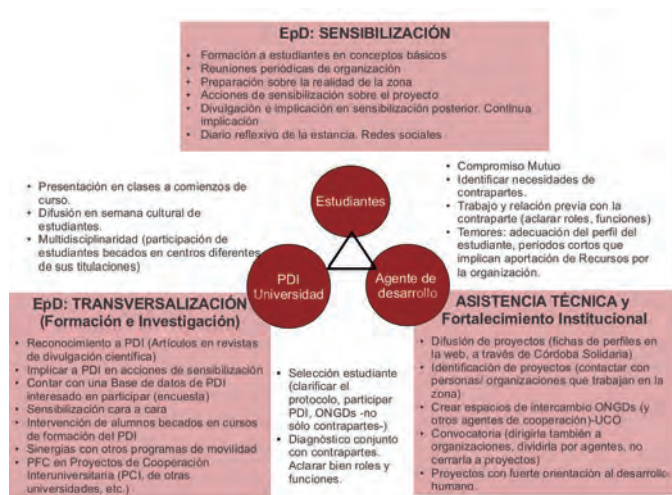 EpD: SENSIBILIZACIÓN
• Formación a estudiantes en conceptos básicos
• Reuniones periódicas de organización
• Preparación sobre la realidad de la zona
• Acciones de sensibilización sobre el proyecto
• Divulgación e implicación en sensibilización posterior. Continua
implicación
• Diario reflexivo de la estancia. Redes sociales
• Presentación en clases a comienzos de
curso.
• Difusión en semana cultural de
estudiantes.
• Multidisciplinaridad (participación de
estudiantes becados en centros diferentes
de sus titulaciones)
Estudiantes
• Compromiso Mutuo
• Identificar necesidades de
contrapartes.
• Trabajo y relación previa con la
contraparte (aclarar roles, funciones)
• Temores: adecuación del perfil del
estudiante, períodos cortos que
implican aportación de Recursos por
la organización.
PDI
Universidad
Agente de
desarrollo
EpD: TRANSVERSALIZACIÓN
(Formación e Investigación)
• Reconocimiento a PDI (Artículos en revistas
de divulgación científica)
• Implicar a PDI en acciones de sensibilización
• Contar con una Base de datos de PDI
interesado en participar (encuesta)
• Sensibilización cara a cara
• Intervención de alumnos becados en cursos
de formación del PDI
• Sinergias con otros programas de movilidad
• PFC en Proyectos de Cooperación
Interuniversitaria (PCI, de otras
universidades, etc.)
• Selección estudiante
(clarificar el
protocolo, participar
PDI, ONGDs -no
sólo contrapartes-)
• Diagnóstico conjunto
con contrapartes.
Aclarar bien roles y
funciones.
ASISTENCIA TÉCNICA y
Fortalecimiento Institucional
• Difusión de proyectos (fichas de perfiles en
la web, a través de Córdoba Solidaria)
• Identificación de proyectos (contactar con
personas/ organizaciones que trabajan en la
zona)
• Crear espacios de intercambio ONGDs (y
otros agentes de cooperación)-UCO
• Convocatoria (dirigirla también a
organizaciones, dividirla por agentes, no
cerrarla a proyectos)
• Proyectos con fuerte orientación al desarrollo
humano.